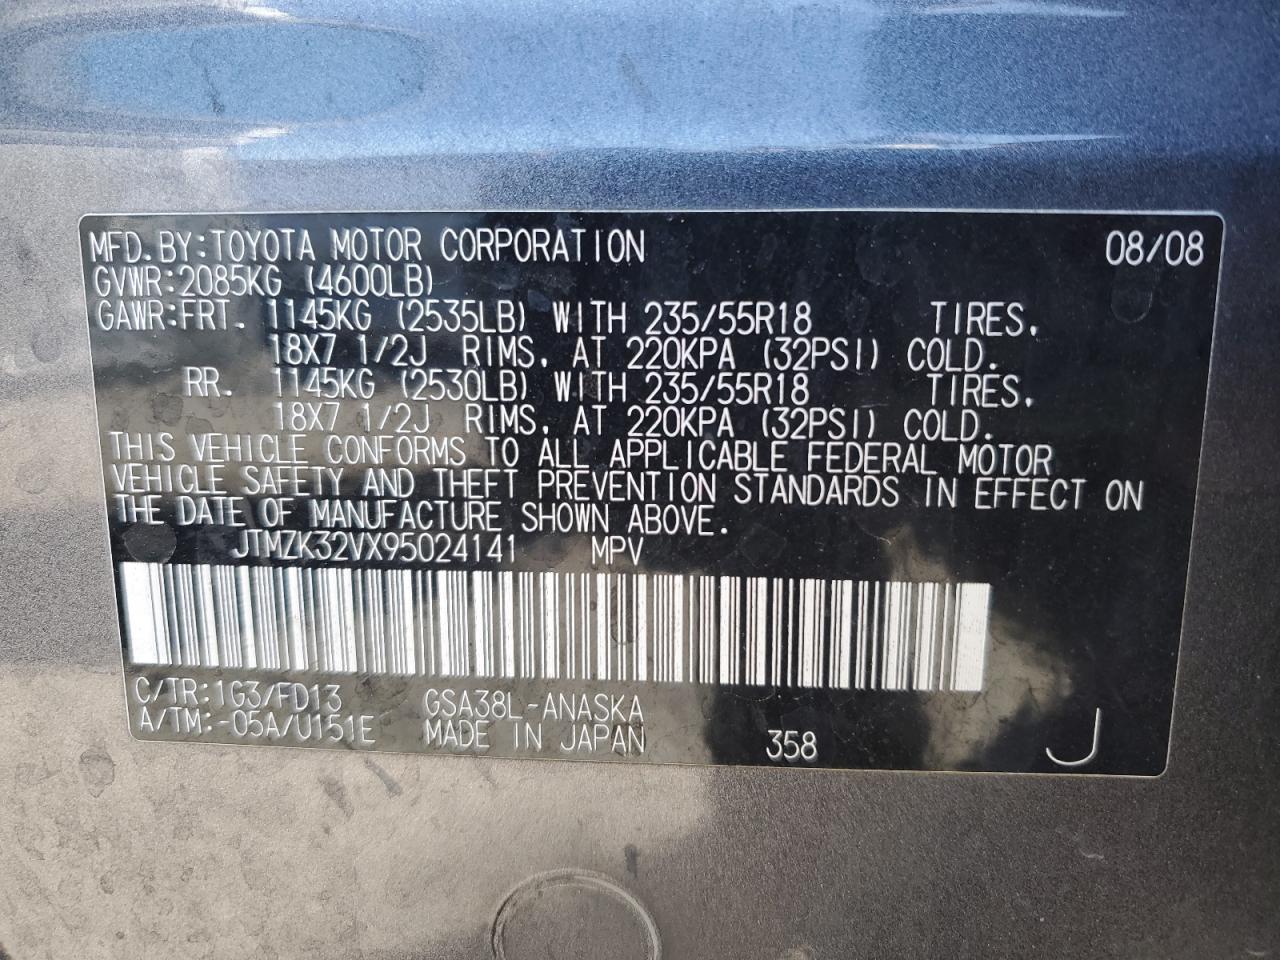 MFD.BY:TOYOTA MOTOR CORPORATION 08/08
GVWR:2085KG (4600LB)
GAWR:FRT. 1145KG (2535LB) WITH 235/55R18 TIRES,
18X7 1/2J RIMS, AT 220KPA (32PSI) COLD.
RR. 1145KG (2530LB) WITH 235/55R18 TIRES,
18X7 1/2J RIMS, AT 220KPA (32PSI) COLD.
THIS VEHICLE CONFORMS TO ALL APPLICABLE FEDERAL MOTOR
VEHICLE SAFETY AND THEFT PREVENTION STANDARDS IN EFFECT ON
THE DATE OF MANUFACTURE SHOWN ABOVE.
JTMZK32VX95024141 MPV
C/TR:1G3/FD13 GSA38L-ANASKA
A/TM:-05A/U151E MADE IN JAPAN 358 J